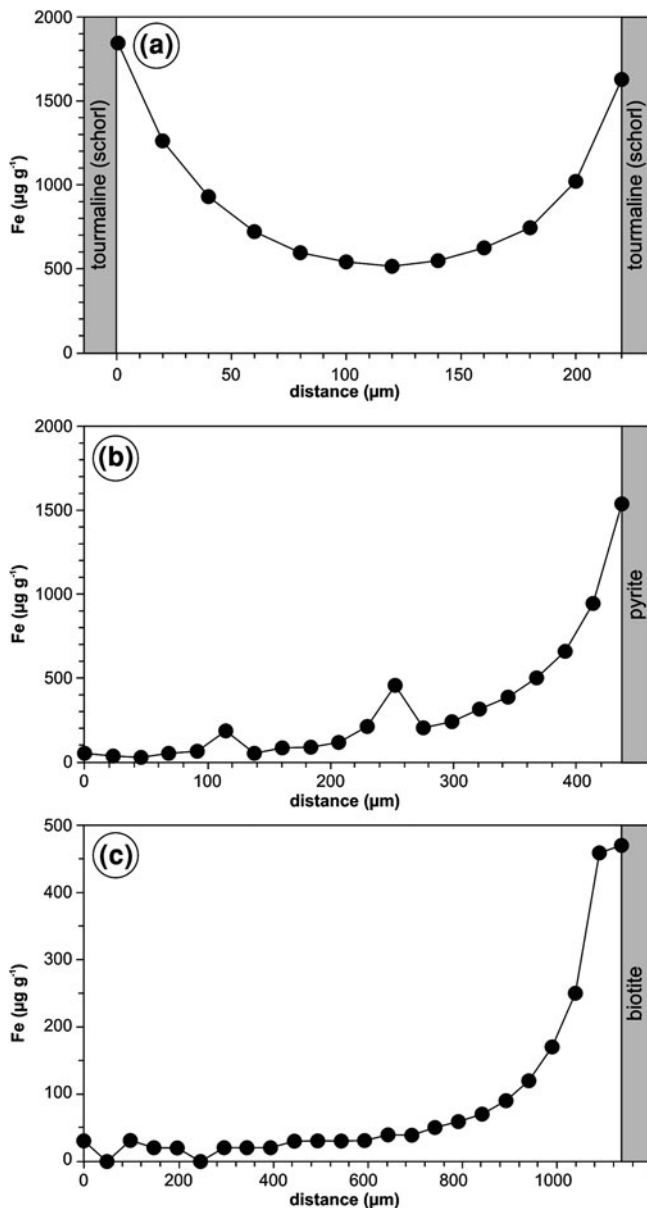 (a)
2000
1500
1000
500
0
Fe (µg g-1)
tourmaline (schorl)
tourmaline (schorl)
0 50 100 150 200
distance (µm)
(b)
2000
1500
1000
500
0
Fe (µg g-1)
pyrite
0 100 200 300 400
distance (µm)
(c)
500
400
300
200
100
0
Fe (µg g-1)
biotite
0 200 400 600 800 1000
distance (µm)